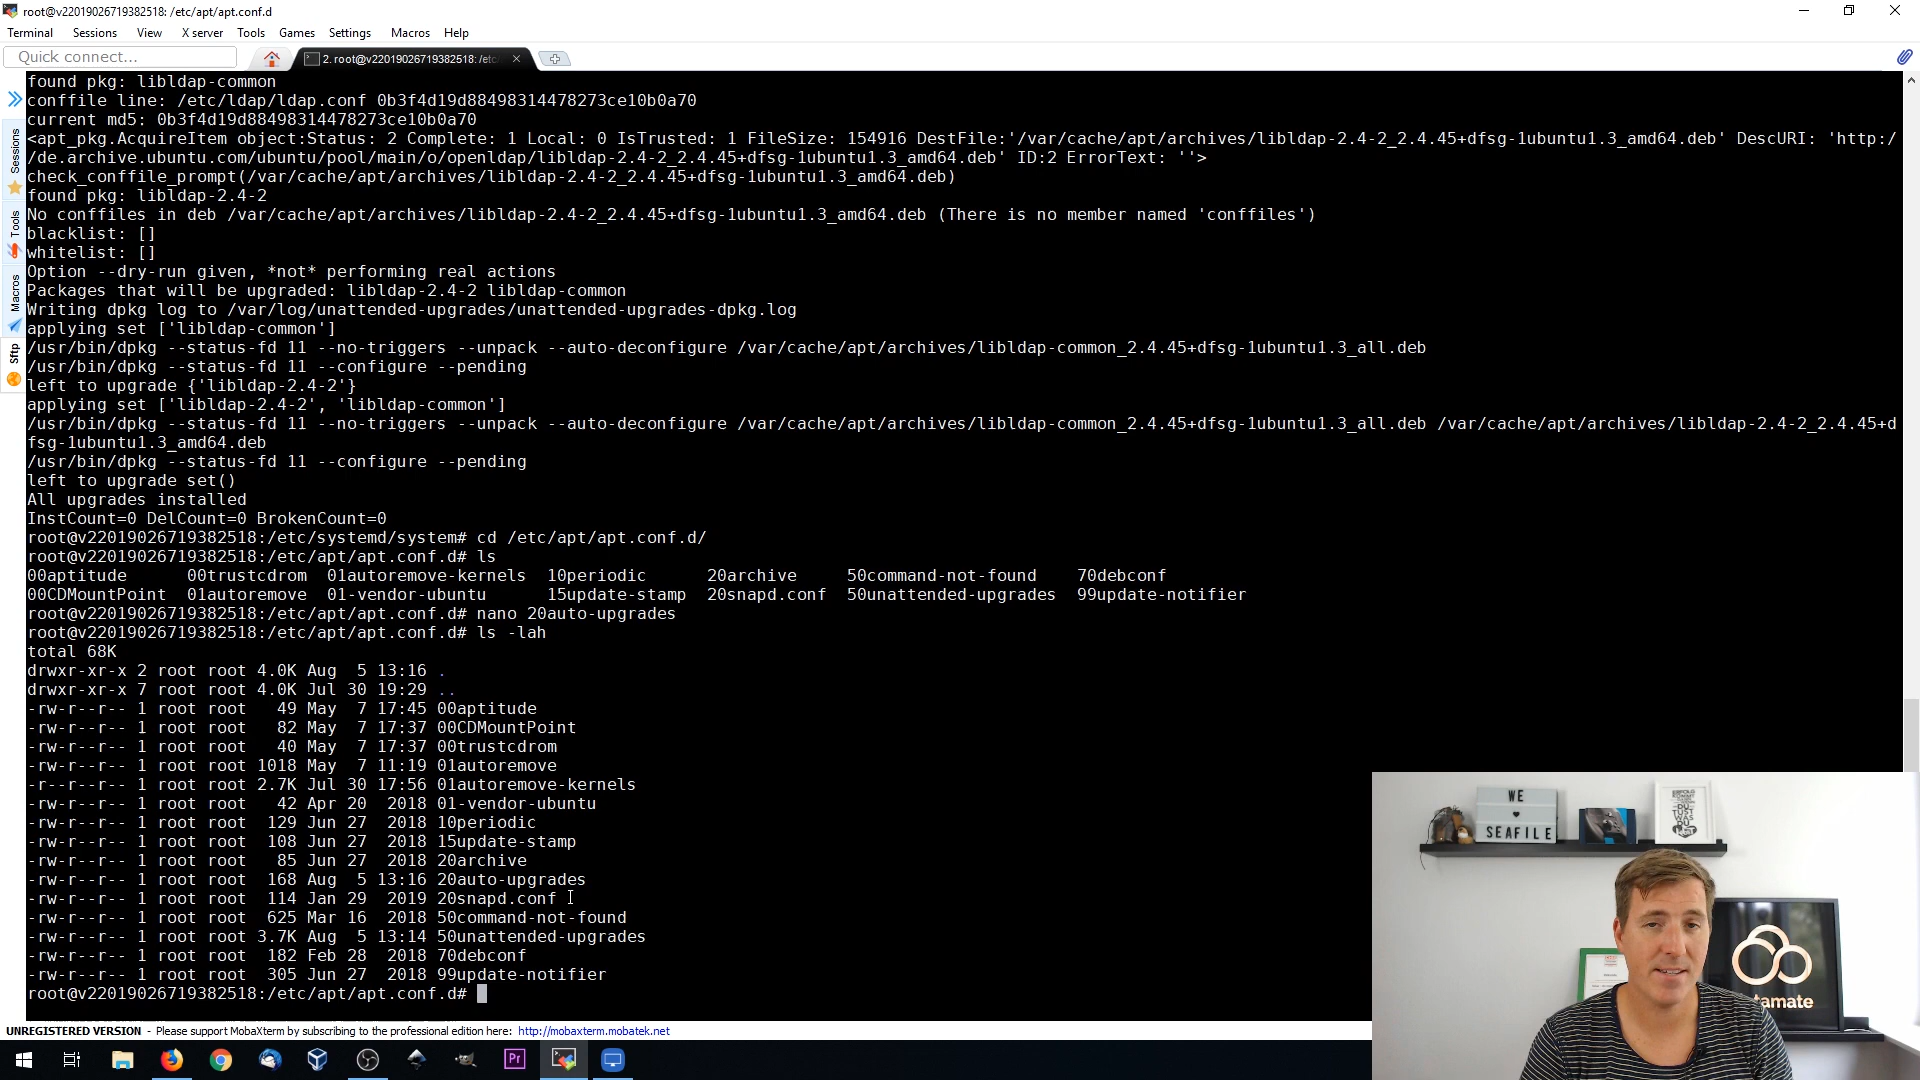 root@v22019026719382518: /etc/apt/apt.conf.d
Terminal Sessions View X server Tools Games Settings Macros Help
Quick connect...
2. root@v22019026719382518: /etc
Sessions
Tools
Macros
Sftp
found pkg: libldap-common
conffile line: /etc/ldap/ldap.conf 0b3f4d19d88498314478273ce10b0a70
current md5: 0b3f4d19d88498314478273ce10b0a70
<apt_pkg.AcquireItem object:Status: 2 Complete: 1 Local: 0 IsTrusted: 1 FileSize: 154916 DestFile:'/var/cache/apt/archives/libldap-2.4-2_2.4.45+dfsg-1ubuntu1.3_amd64.deb' DescURI: 'http:/
/de.archive.ubuntu.com/ubuntu/pool/main/o/openldap/libldap-2.4-2_2.4.45+dfsg-1ubuntu1.3_amd64.deb' ID:2 ErrorText: ''>
check_conffile_prompt(/var/cache/apt/archives/libldap-2.4-2_2.4.45+dfsg-1ubuntu1.3_amd64.deb)
found pkg: libldap-2.4-2
No conffiles in deb /var/cache/apt/archives/libldap-2.4-2_2.4.45+dfsg-1ubuntu1.3_amd64.deb (There is no member named 'conffiles')
blacklist: []
whitelist: []
Option --dry-run given, *not* performing real actions
Packages that will be upgraded: libldap-2.4-2 libldap-common
Writing dpkg log to /var/log/unattended-upgrades/unattended-upgrades-dpkg.log
applying set ['libldap-common']
/usr/bin/dpkg --status-fd 11 --no-triggers --unpack --auto-deconfigure /var/cache/apt/archives/libldap-common_2.4.45+dfsg-1ubuntu1.3_all.deb
/usr/bin/dpkg --status-fd 11 --configure --pending
left to upgrade {'libldap-2.4-2'}
applying set ['libldap-2.4-2', 'libldap-common']
/usr/bin/dpkg --status-fd 11 --no-triggers --unpack --auto-deconfigure /var/cache/apt/archives/libldap-common_2.4.45+dfsg-1ubuntu1.3_all.deb /var/cache/apt/archives/libldap-2.4-2_2.4.45+d
fsg-1ubuntu1.3_amd64.deb
/usr/bin/dpkg --status-fd 11 --configure --pending
left to upgrade set()
All upgrades installed
InstCount=0 DelCount=0 BrokenCount=0
root@v22019026719382518:/etc/systemd/system# cd /etc/apt/apt.conf.d/
root@v22019026719382518:/etc/apt/apt.conf.d# ls
00aptitude 00trustcdrom 01autoremove-kernels 10periodic 20archive 50command-not-found 70debconf
00CDMountPoint 01autoremove 01-vendor-ubuntu 15update-stamp 20snapd.conf 50unattended-upgrades 99update-notifier
root@v22019026719382518:/etc/apt/apt.conf.d# nano 20auto-upgrades
root@v22019026719382518:/etc/apt/apt.conf.d# ls -lah
total 68K
drwxr-xr-x 2 root root 4.0K Aug 5 13:16 .
drwxr-xr-x 7 root root 4.0K Jul 30 19:29 ..
-rw-r--r-- 1 root root 49 May 7 17:45 00aptitude
-rw-r--r-- 1 root root 82 May 7 17:37 00CDMountPoint
-rw-r--r-- 1 root root 40 May 7 17:37 00trustcdrom
-rw-r--r-- 1 root root 1018 May 7 11:19 01autoremove
-r--r--r-- 1 root root 2.7K Jul 30 17:56 01autoremove-kernels
-rw-r--r-- 1 root root 42 Apr 20 2018 01-vendor-ubuntu
-rw-r--r-- 1 root root 129 Jun 27 2018 10periodic
-rw-r--r-- 1 root root 108 Jun 27 2018 15update-stamp
-rw-r--r-- 1 root root 85 Jun 27 2018 20archive
-rw-r--r-- 1 root root 168 Aug 5 13:16 20auto-upgrades
-rw-r--r-- 1 root root 114 Jan 29 2019 20snapd.conf
-rw-r--r-- 1 root root 625 Mar 16 2018 50command-not-found
-rw-r--r-- 1 root root 3.7K Aug 5 13:14 50unattended-upgrades
-rw-r--r-- 1 root root 182 Feb 28 2018 70debconf
-rw-r--r-- 1 root root 305 Jun 27 2018 99update-notifier
root@v22019026719382518:/etc/apt/apt.conf.d#
WE
♥
SEAFILE
ERFOLG
KOMMT
DU
TUST
WAS
DU
tamate
UNREGISTERED VERSION - Please support MobaXterm by subscribing to the professional edition here: http://mobaxterm.mobatek.net
Pr